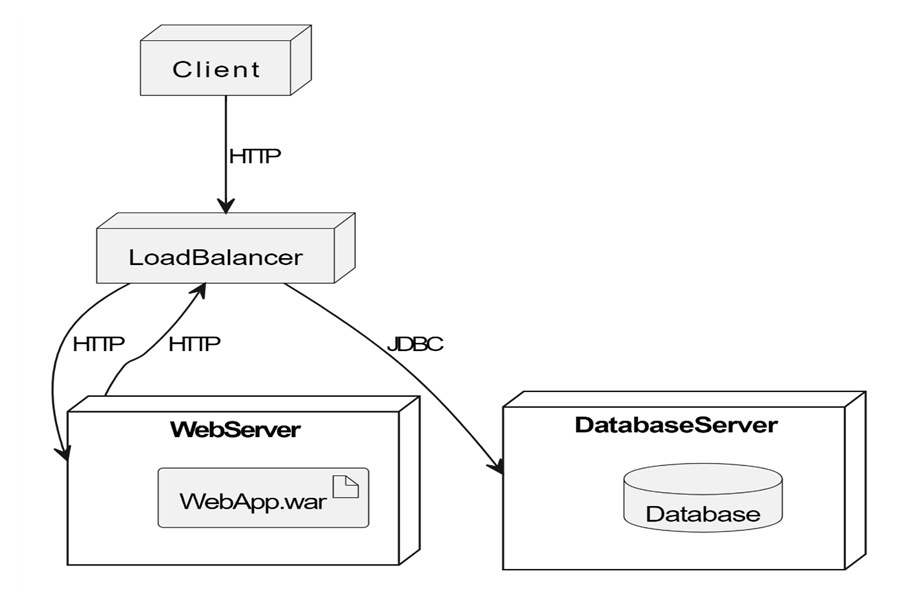 Client
HTTP
LoadBalancer
HTTP
HTTP
JDBC
WebServer
WebApp.war
DatabaseServer
Database